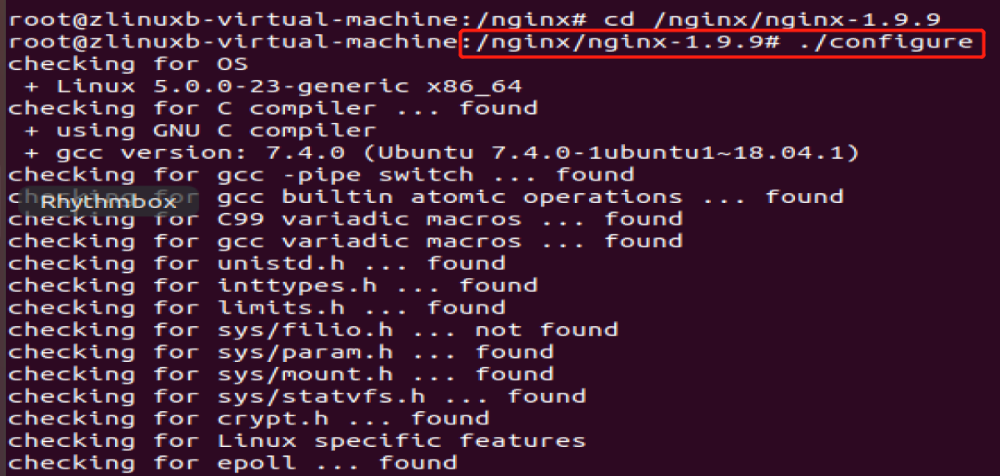 root@zlinuxb-virtual-machine:/nginx# cd /nginx/nginx-1.9.9
root@zlinuxb-virtual-machine:/nginx/nginx-1.9.9# ./configure
checking for OS
 + Linux 5.0.0-23-generic x86_64
checking for C compiler ... found
 + using GNU C compiler
 + gcc version: 7.4.0 (Ubuntu 7.4.0-1ubuntu1~18.04.1)
checking for gcc -pipe switch ... found
checking for gcc builtin atomic operations ... found
Rhythmbox
checking for C99 variadic macros ... found
checking for gcc variadic macros ... found
checking for unistd.h ... found
checking for inttypes.h ... found
checking for limits.h ... found
checking for sys/filio.h ... not found
checking for sys/param.h ... found
checking for sys/mount.h ... found
checking for sys/statvfs.h ... found
checking for crypt.h ... found
checking for Linux specific features
checking for epoll ... found